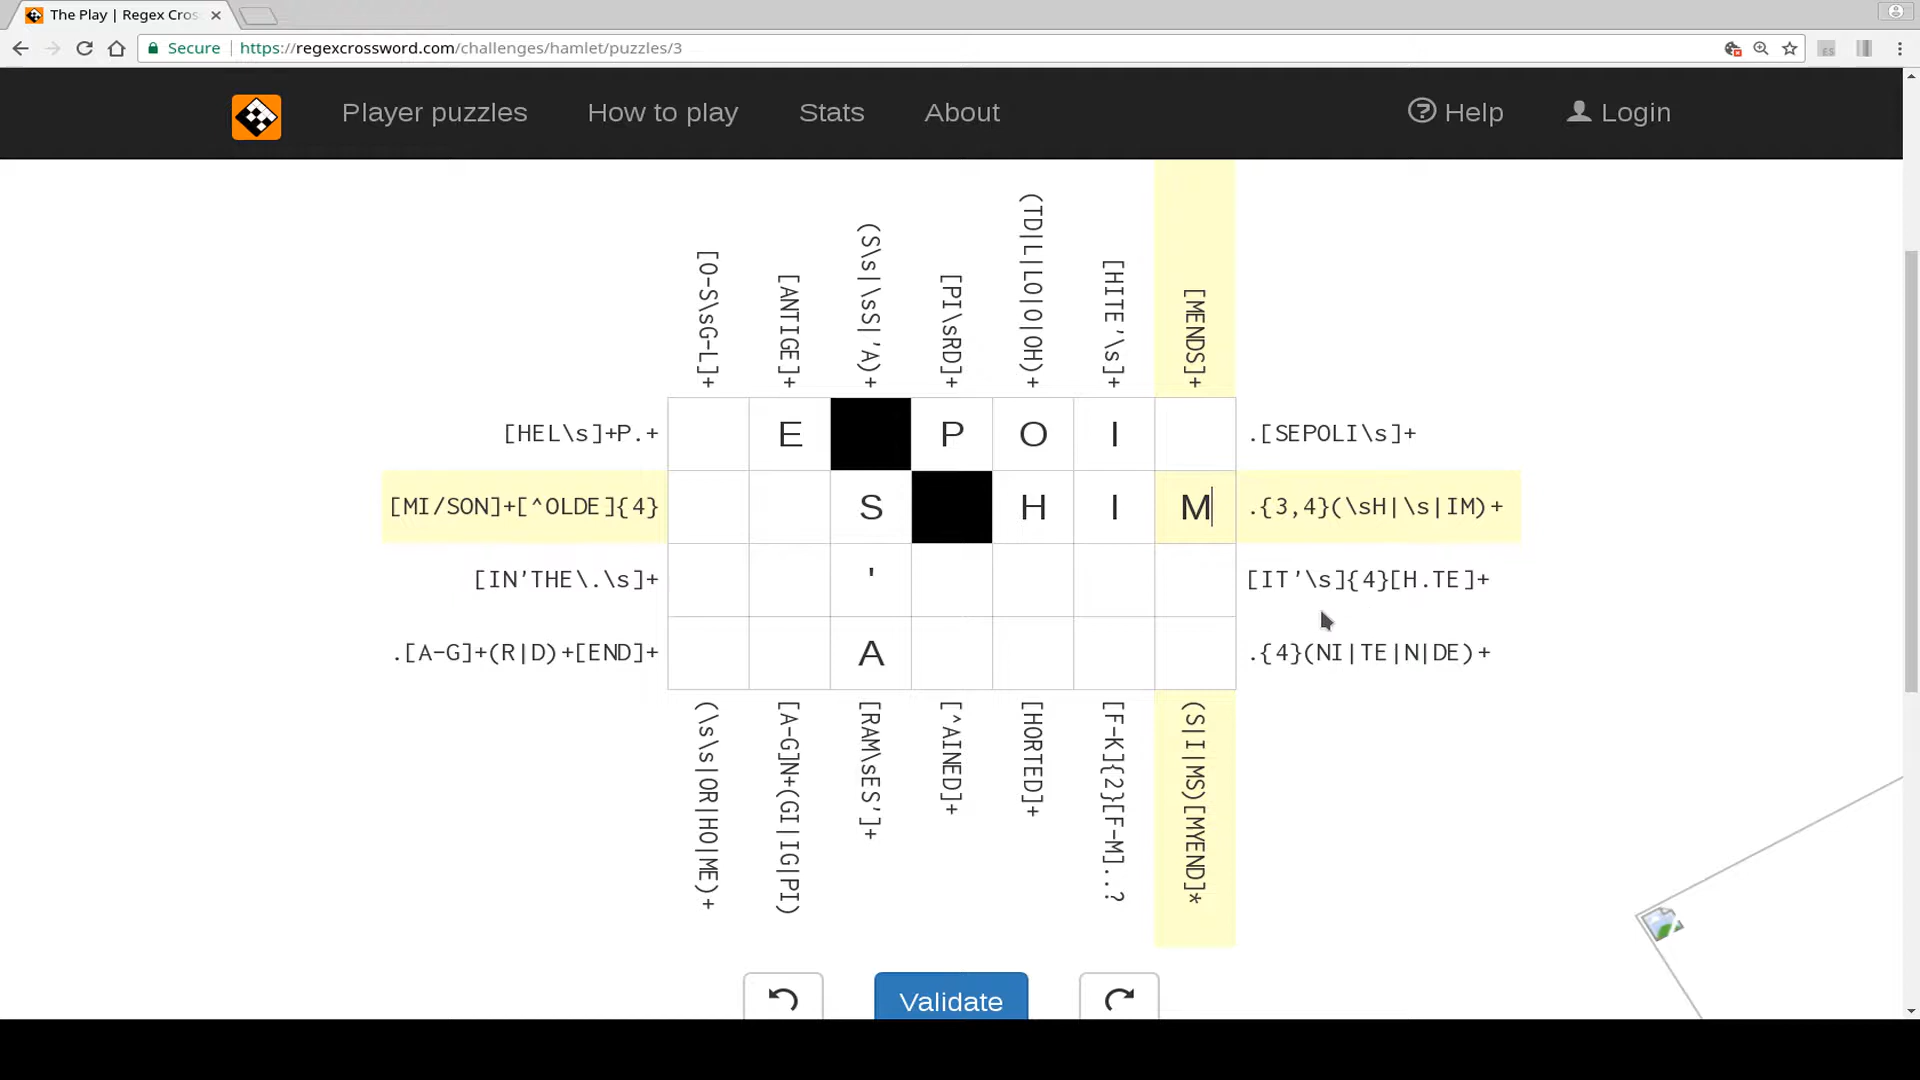 The Play | Regex Cros
Secure
https://regexcrossword.com/challenges/hamlet/puzzles/3
Player puzzles
How to play
Stats
About
Help
Login
[O-S\sG-L]+
[ANTIGE]+
(S\s|\sS|'A)+
[PI\sRD]+
(TD|L|LO|O|OH)+
[HITE'\s]+
[MENDS]+
[HEL\s]+P.+
E P O I
.[SEPOLI\s]+
[MI/SON]+[^OLDE]{4}
S H I M
.{3,4}(\sH|\s|IM)+
[IN'THE\.\s]+
'
[IT'\s]{4}[H.TE]+
.[A-G]+(R|D)+[END]+
A
.{4}(NI|TE|N|DE)+
(\s\s|OR|HO|ME)+
[A-G]N+(GI|IG|PI)
[RAM\sES']+
[^AINED]+
[HORTED]+
[F-K]{2}[F-M]..?
(S|I|MS)[MYEND]*
Validate